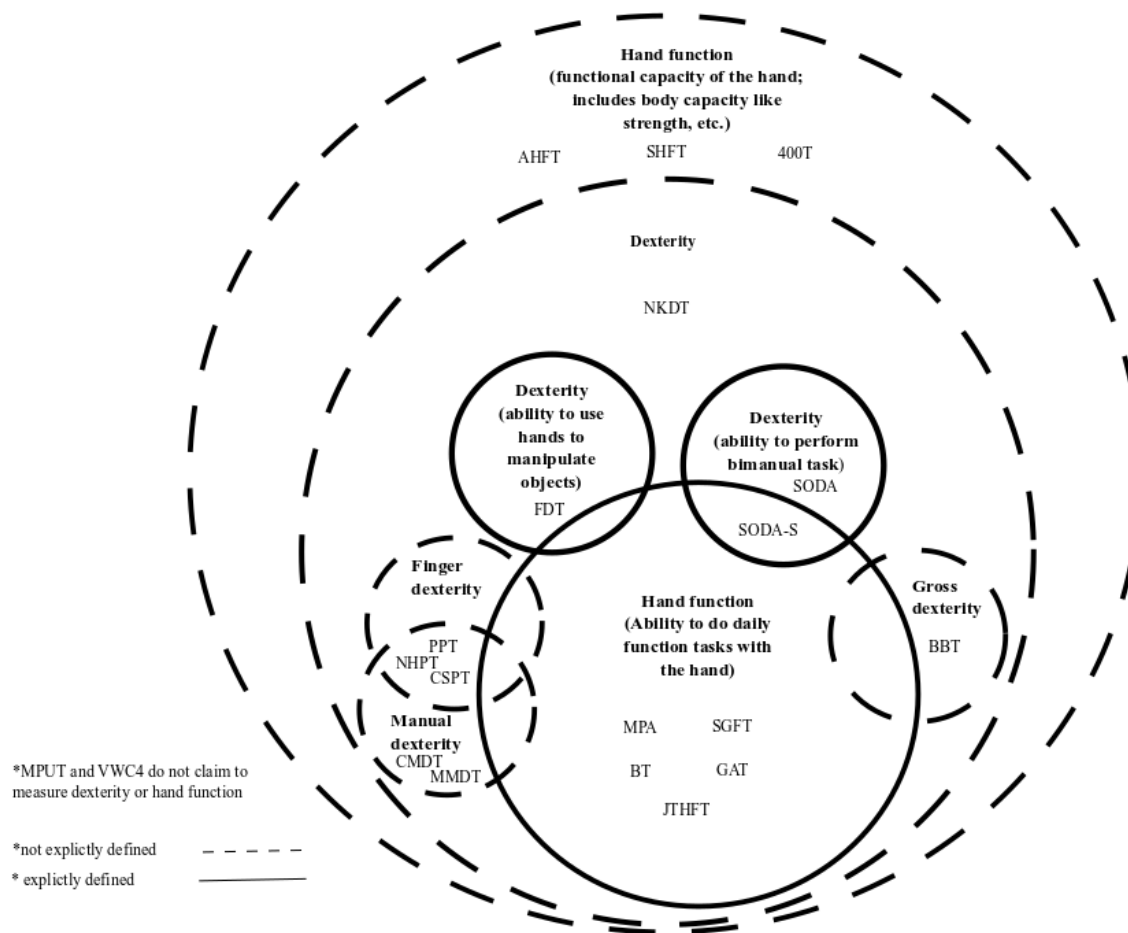 Hand function
(functional capacity of the hand;
includes body capacity like
strength, etc.)
AHFT
SHFT
400T
Dexterity
NKDT
Dexterity
(ability to use
hands to
manipulate
objects)
FDT
Dexterity
(ability to perform
bimanual task)
SODA
SODA-S
Finger
dexterity
PPT
NHPT
CSPT
Manual
dexterity
CMDT
MMDT
Hand function
(Ability to do daily
function tasks with
the hand)
MPA
SGFT
BT
GAT
JTHFT
Gross
dexterity
BBT
*MPUT and VWC4 do not claim to
measure dexterity or hand function
*not explicitly defined
* explictly defined